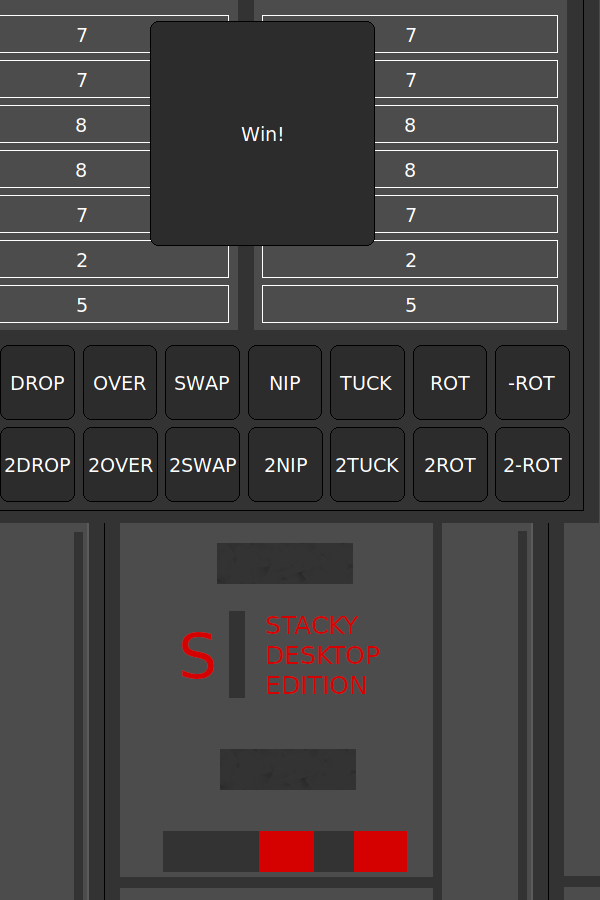 7 7
7 7
8 8
Win!
8 8
7 7
2 2
5 5
DROP OVER SWAP NIP TUCK ROT -ROT
2DROP 2OVER 2SWAP 2NIP 2TUCK 2ROT 2-ROT
S
STACKY
DESKTOP
EDITION